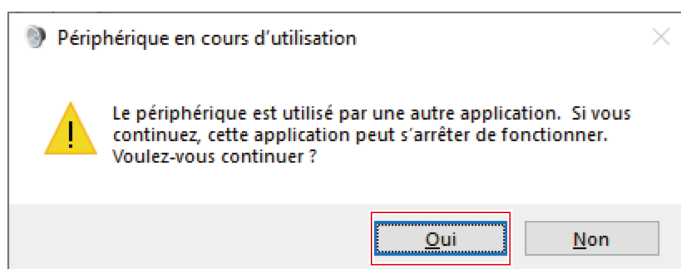 Périphérique en cours d’utilisation
Le périphérique est utilisé par une autre application.  Si vous
continuez, cette application peut s’arrêter de fonctionner.
Voulez-vous continuer ?
Oui
Non